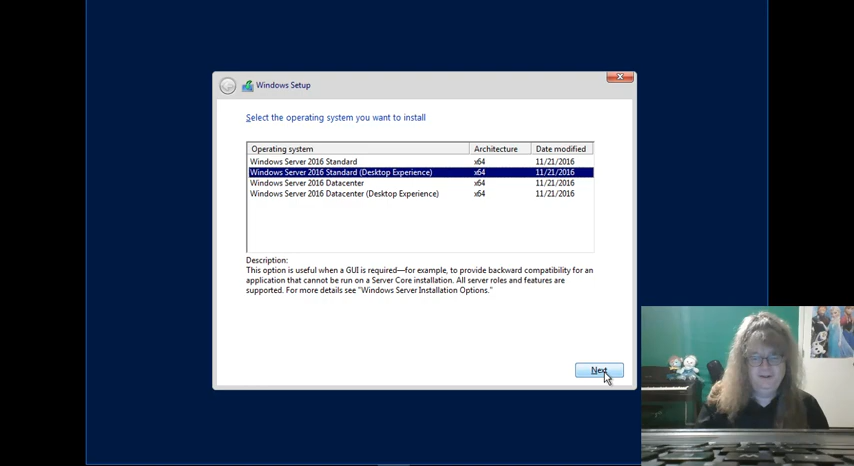 Windows Setup
Select the operating system you want to install
Operating system Architecture Date modified
Windows Server 2016 Standard x64 11/21/2016
Windows Server 2016 Standard (Desktop Experience) x64 11/21/2016
Windows Server 2016 Datacenter x64 11/21/2016
Windows Server 2016 Datacenter (Desktop Experience) x64 11/21/2016
Description:
This option is useful when a GUI is required—for example, to provide backward compatibility for an
application that cannot be run on a Server Core installation. All server roles and features are
supported. For more details see "Windows Server Installation Options."
Next